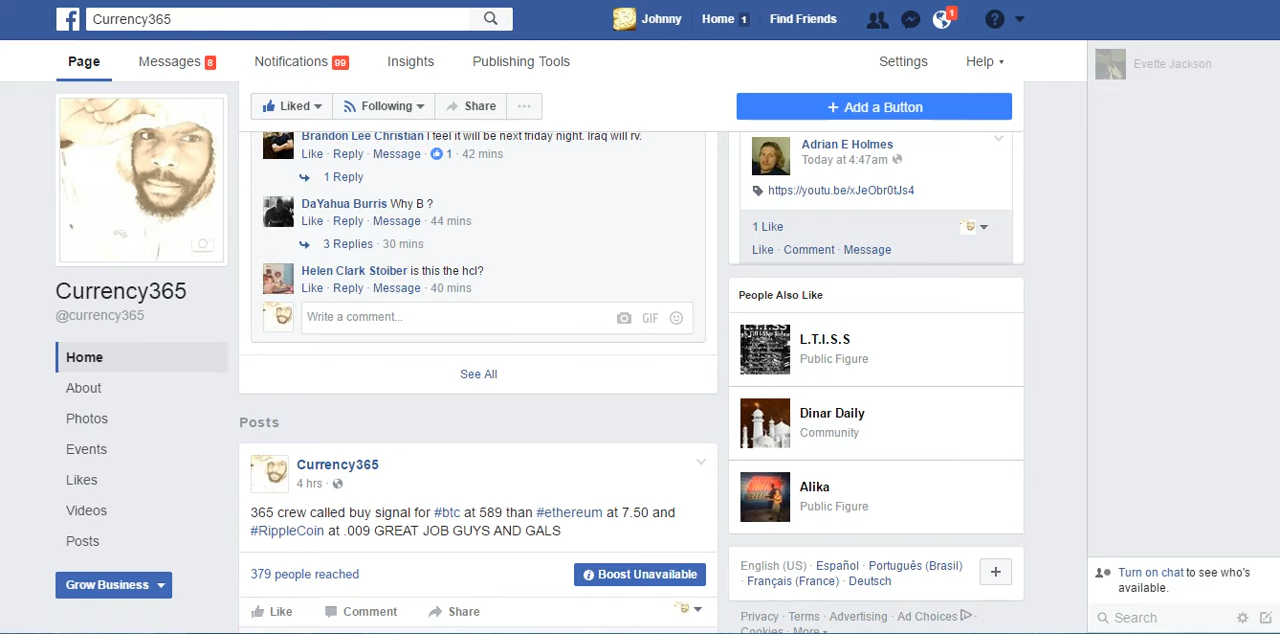 Currency365
Johnny
Home 1
Find Friends
1
Page
Messages 8
Notifications 99
Insights
Publishing Tools
Settings
Help
Evette Jackson
Liked
Following
Share
...
+ Add a Button
Currency365
@currency365
Home
About
Photos
Events
Likes
Videos
Posts
Grow Business
Brandon Lee Christian I feel it will be next friday night. Iraq will rv.
Like · Reply · Message · 1 · 42 mins
1 Reply
DaYahua Burris Why B ?
Like · Reply · Message · 44 mins
3 Replies · 30 mins
Helen Clark Stoiber is this the hcl?
Like · Reply · Message · 40 mins
Write a comment...
GIF
See All
Posts
Currency365
4 hrs ·
365 crew called buy signal for #btc at 589 than #ethereum at 7.50 and
#RippleCoin at .009 GREAT JOB GUYS AND GALS
379 people reached
Boost Unavailable
Like
Comment
Share
Adrian E Holmes
Today at 4:47am
https://youtu.be/xJeObr0tJs4
1 Like
Like · Comment · Message
People Also Like
L.T.I.S.S
Public Figure
Dinar Daily
Community
Alika
Public Figure
English (US) · Español · Português (Brasil)
· Français (France) · Deutsch
+
Privacy · Terms · Advertising · Ad Choices ·
Cookies · More
Turn on chat to see who's
available.
Search